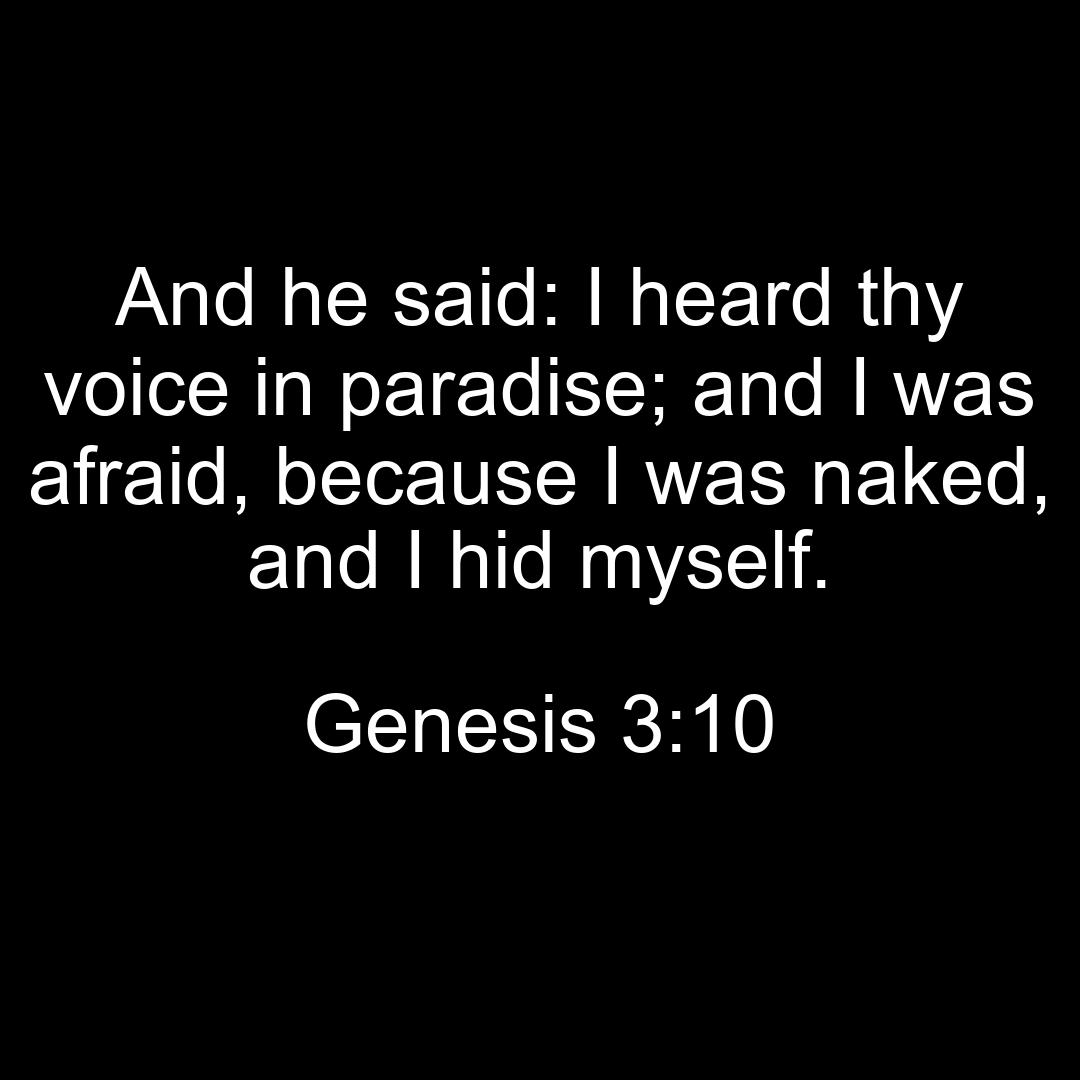 And he said: I heard thy
voice in paradise; and I was
afraid, because I was naked,
and I hid myself.
Genesis 3:10